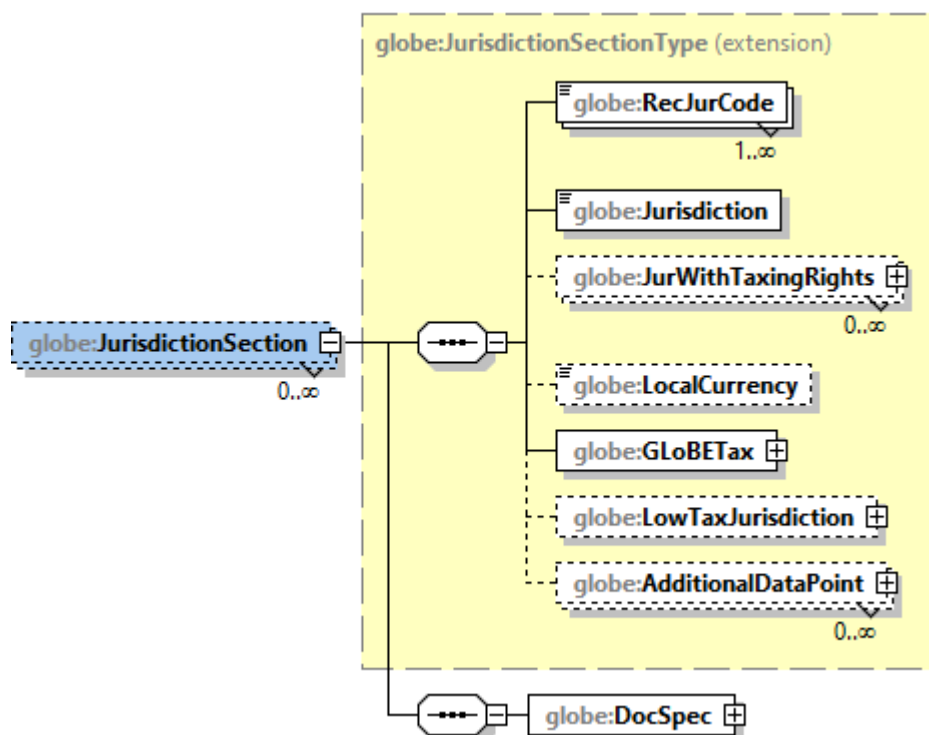 globe:JurisdictionSectionType (extension)
globe:RecJurCode
1..∞
globe:Jurisdiction
globe:JurWithTaxingRights
0..∞
globe:JurisdictionSection
0..∞
globe:LocalCurrency
globe:GLoBETax
globe:LowTaxJurisdiction
globe:AdditionalDataPoint
0..∞
globe:DocSpec